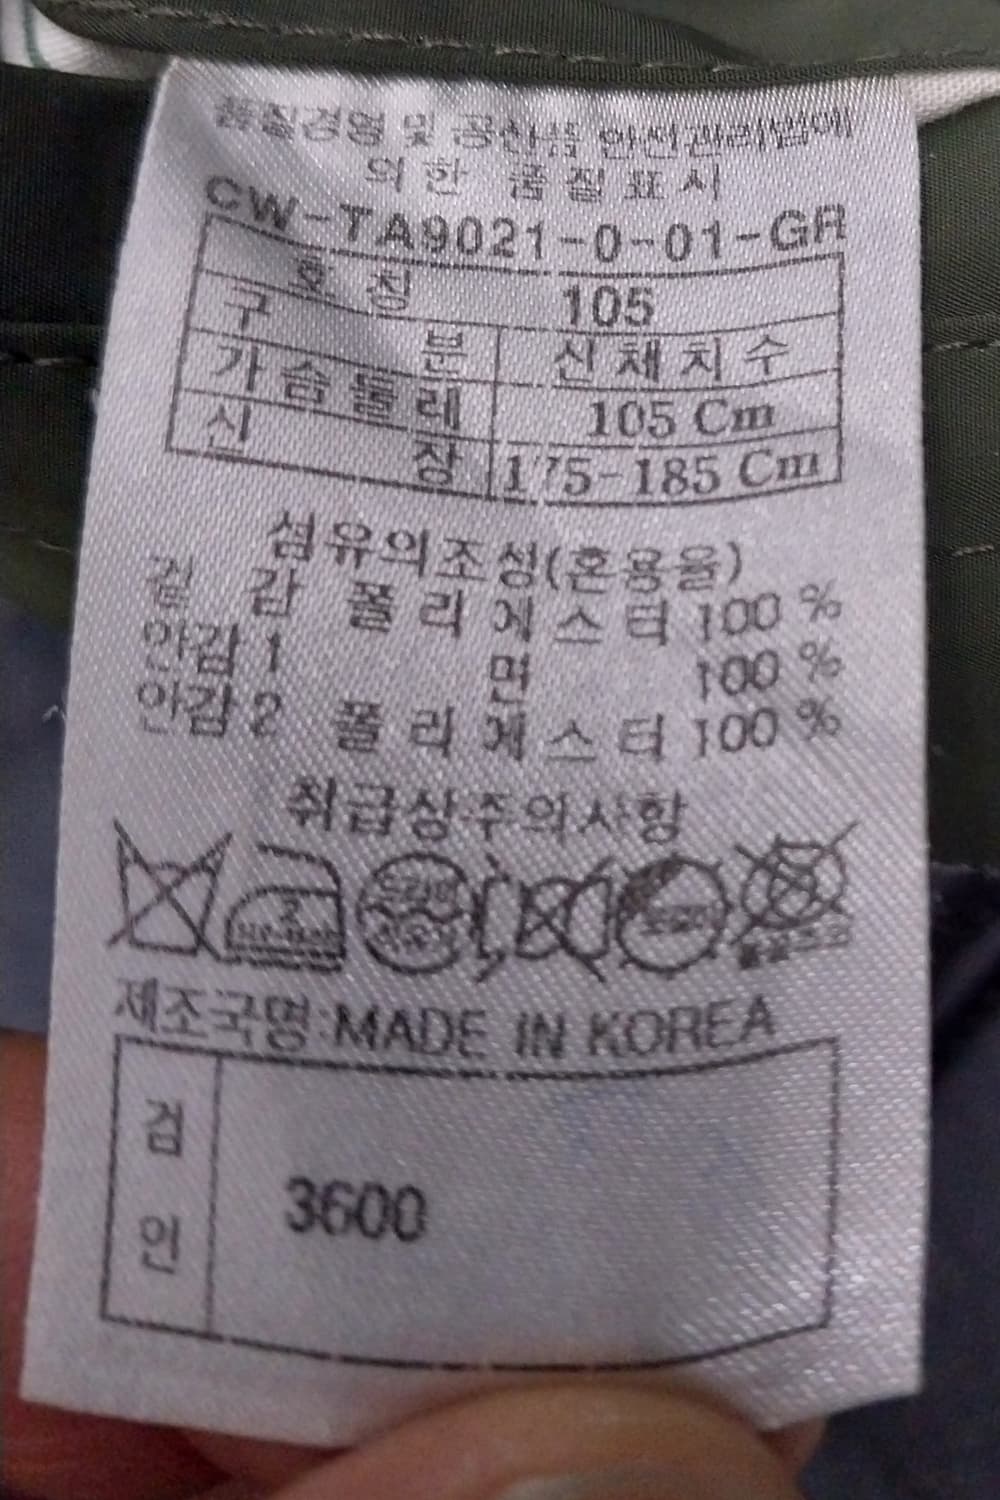 품질경영 및 공산품 안전관리법에
의한 품질표시
CW-TA9021-0-01-GR
호칭 105
구분 신체치수
가슴둘레 105 Cm
신장 175-185 Cm
섬유의조성(혼용율)
겉감 폴리에스터 100 %
안감1 면 100 %
안감2 폴리에스터 100 %
취급상주의사항
제조국명:MADE IN KOREA
검인 3600